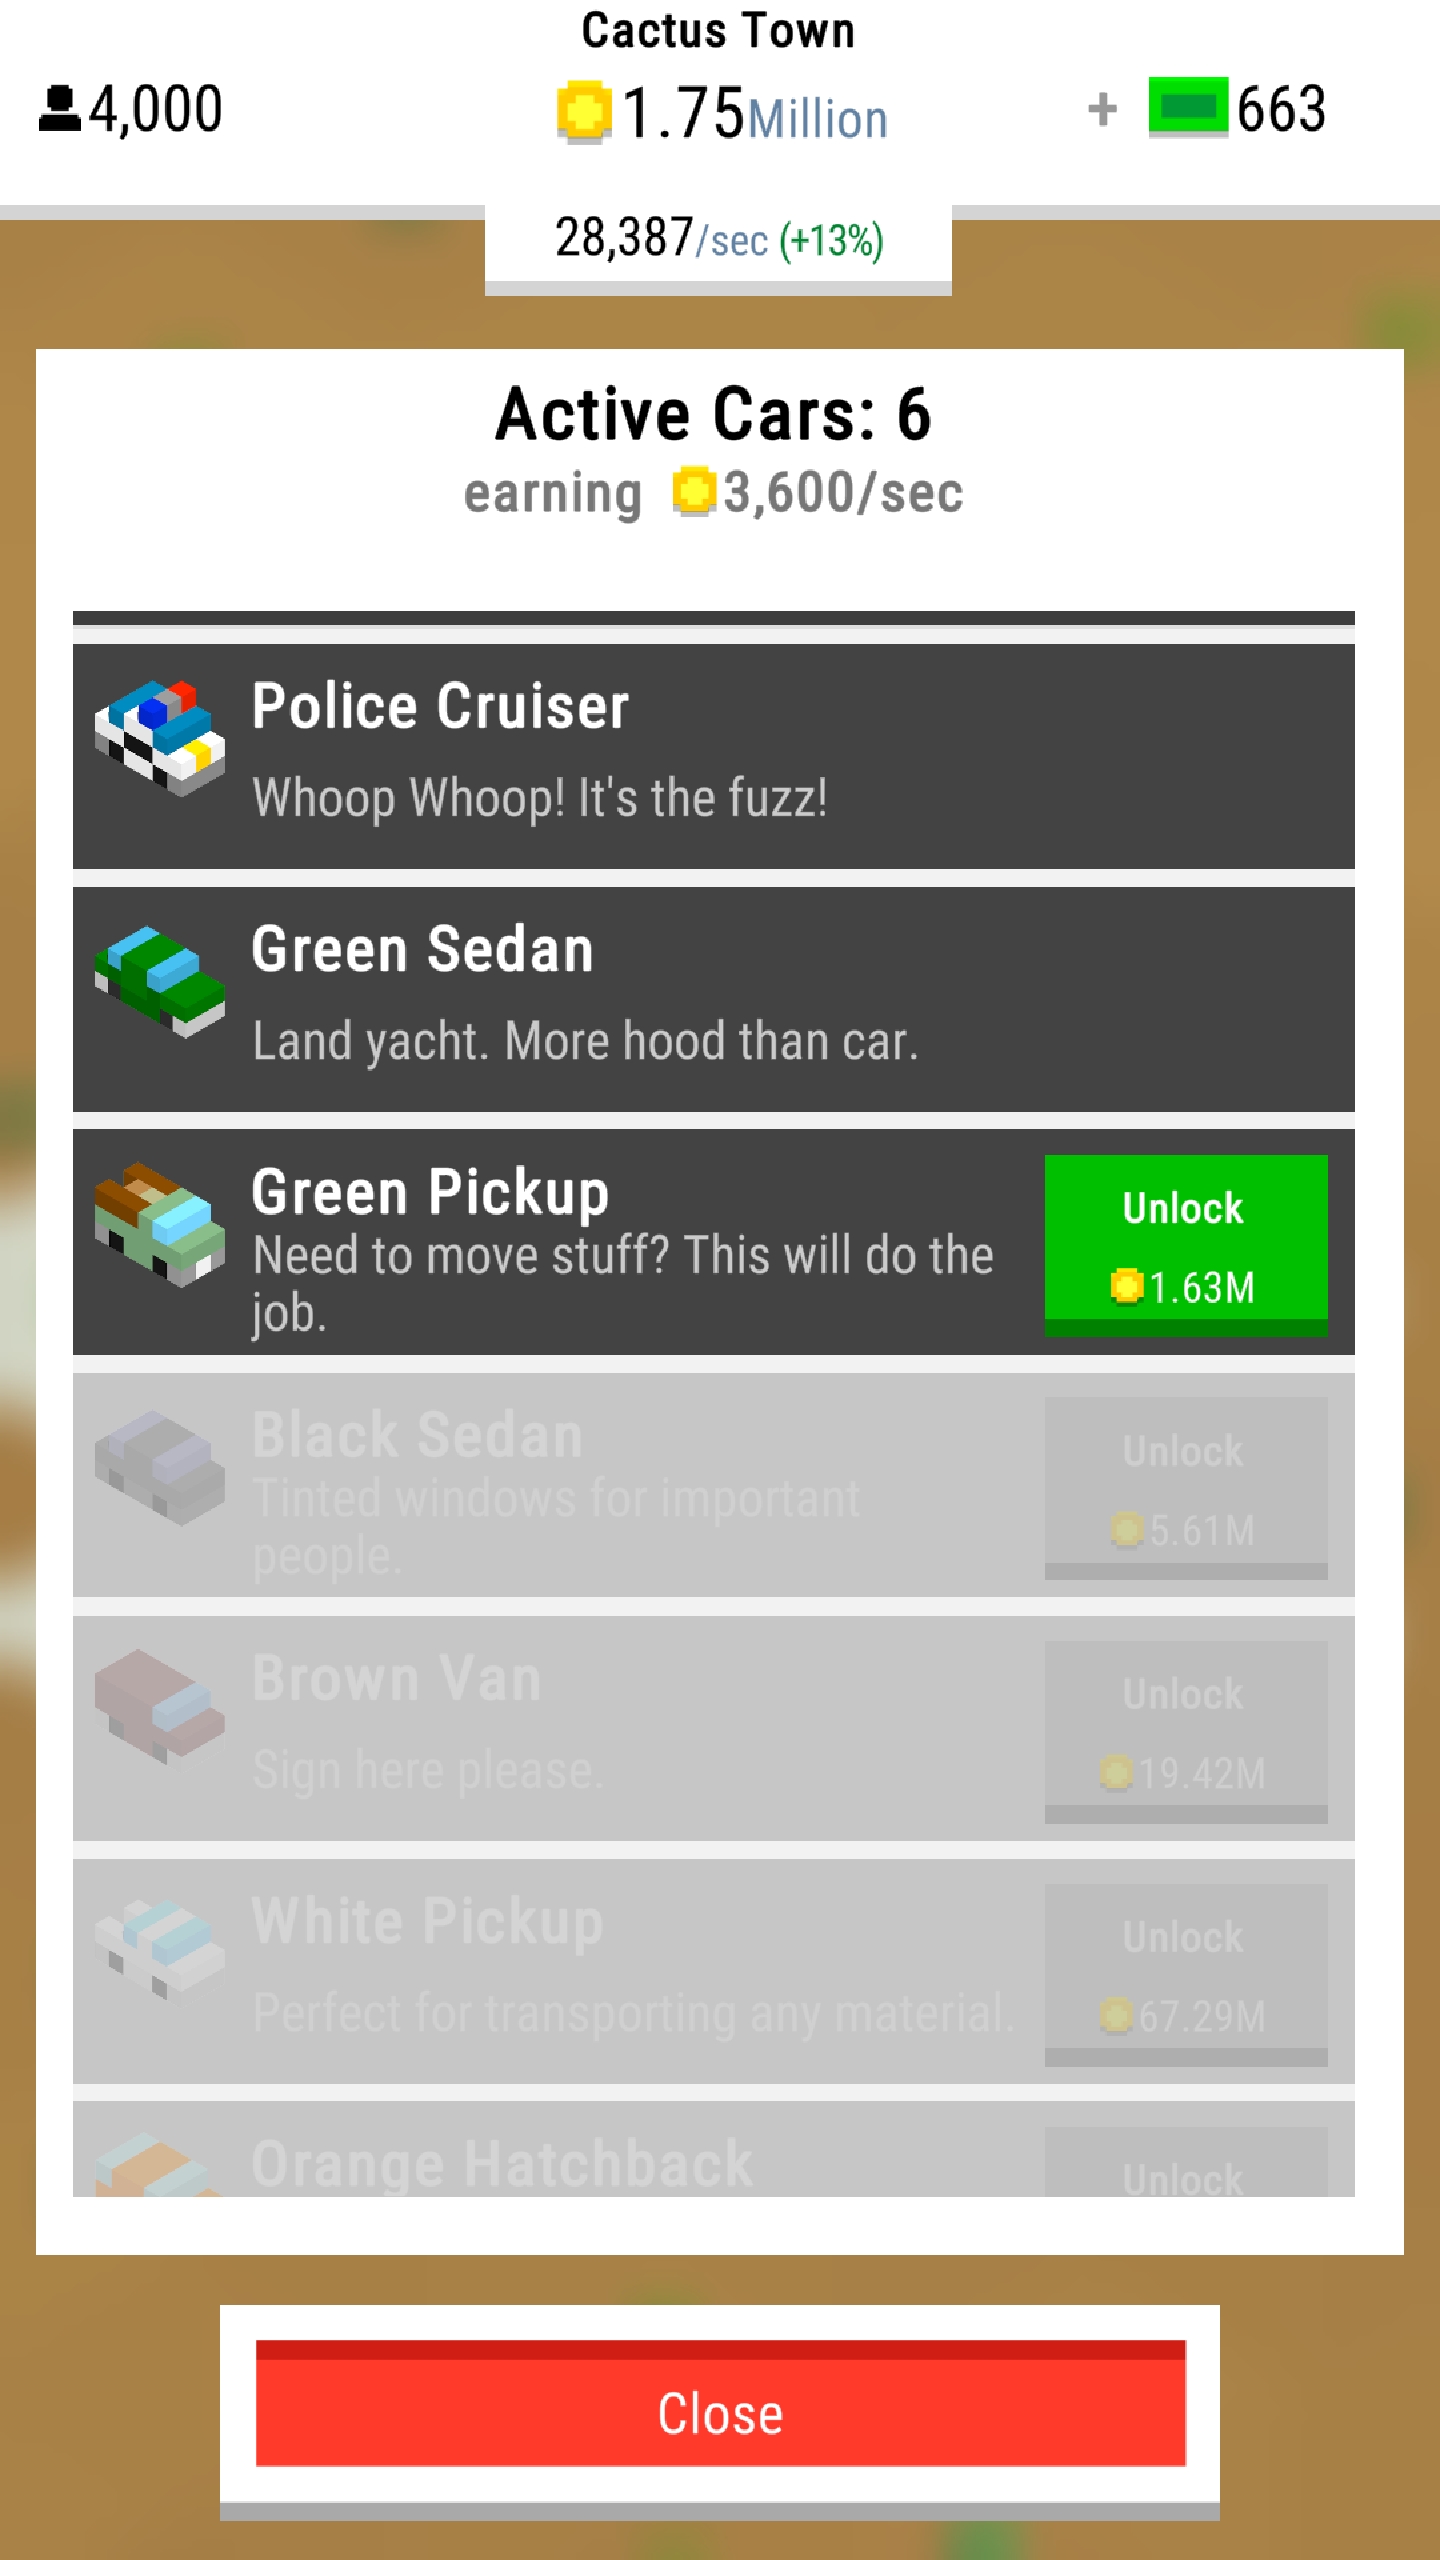 Cactus Town
4,000
1.75Million
+ 663
28,387/sec (+13%)
Active Cars: 6
earning 3,600/sec
Police Cruiser
Whoop Whoop! It's the fuzz!
Green Sedan
Land yacht. More hood than car.
Green Pickup
Need to move stuff? This will do the
job.
Unlock
1.63M
Black Sedan
Tinted windows for important
people.
Unlock
5.61M
Brown Van
Sign here please.
Unlock
19.42M
White Pickup
Perfect for transporting any material.
Unlock
67.29M
Orange Hatchback
Unlock
Close